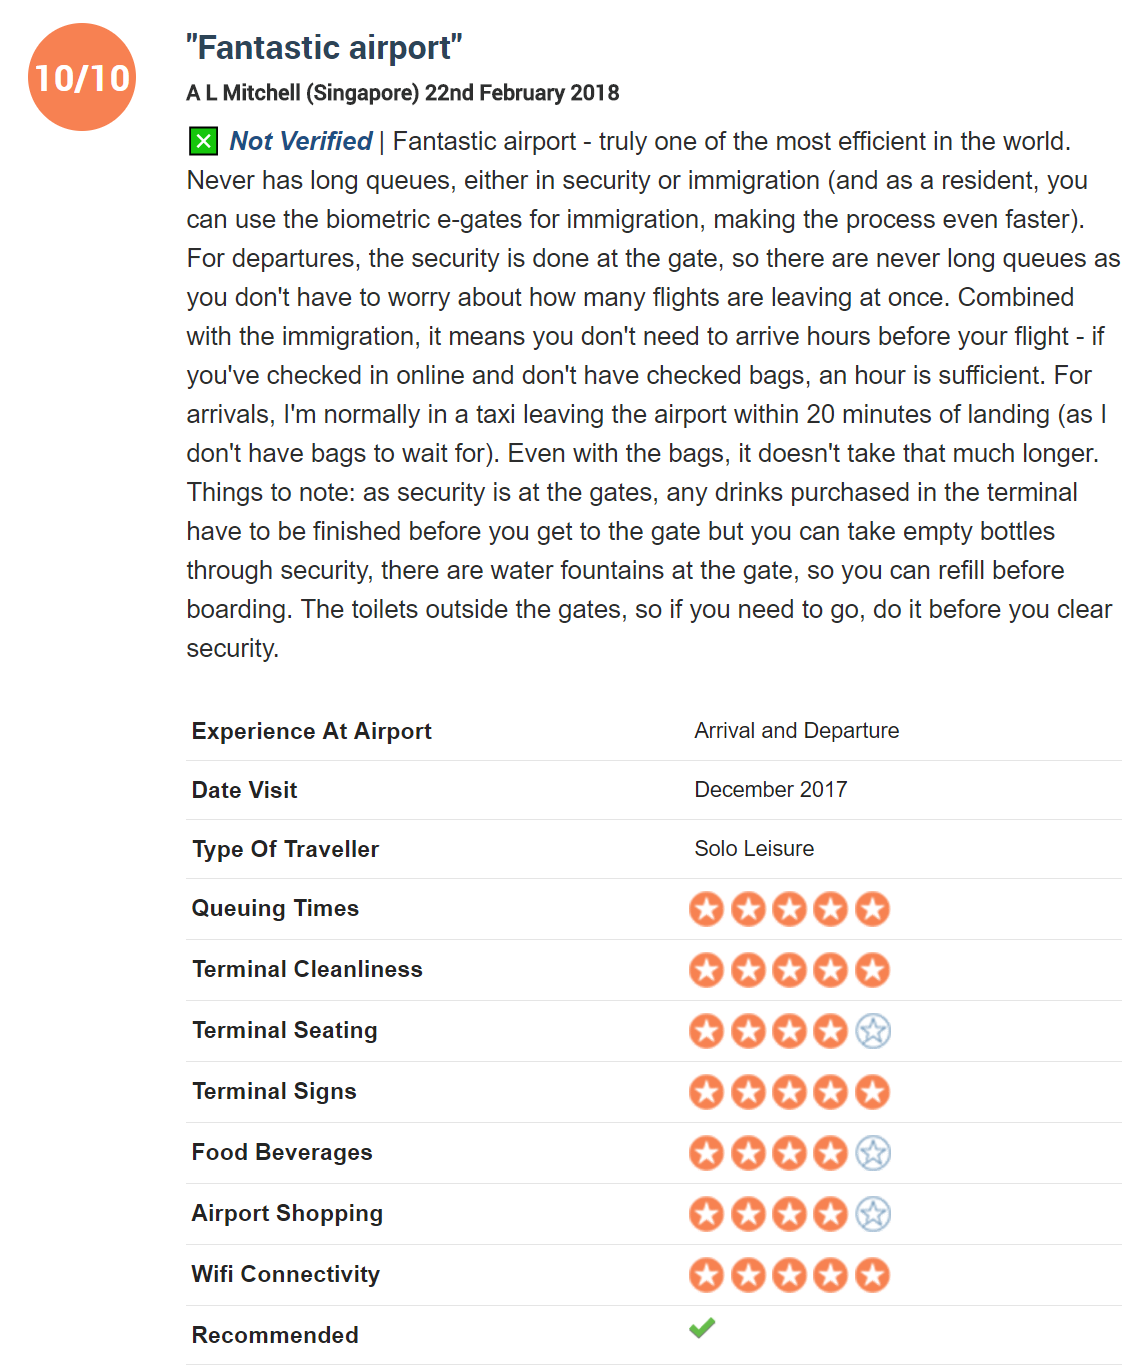 10/10
"Fantastic airport"
A L Mitchell (Singapore) 22nd February 2018
Not Verified | Fantastic airport - truly one of the most efficient in the world.
Never has long queues, either in security or immigration (and as a resident, you
can use the biometric e-gates for immigration, making the process even faster).
For departures, the security is done at the gate, so there are never long queues as
you don't have to worry about how many flights are leaving at once. Combined
with the immigration, it means you don't need to arrive hours before your flight - if
you've checked in online and don't have checked bags, an hour is sufficient. For
arrivals, I'm normally in a taxi leaving the airport within 20 minutes of landing (as I
don't have bags to wait for). Even with the bags, it doesn't take that much longer.
Things to note: as security is at the gates, any drinks purchased in the terminal
have to be finished before you get to the gate but you can take empty bottles
through security, there are water fountains at the gate, so you can refill before
boarding. The toilets outside the gates, so if you need to go, do it before you clear
security.
Experience At Airport Arrival and Departure
Date Visit December 2017
Type Of Traveller Solo Leisure
Queuing Times
Terminal Cleanliness
Terminal Seating
Terminal Signs
Food Beverages
Airport Shopping
Wifi Connectivity
Recommended